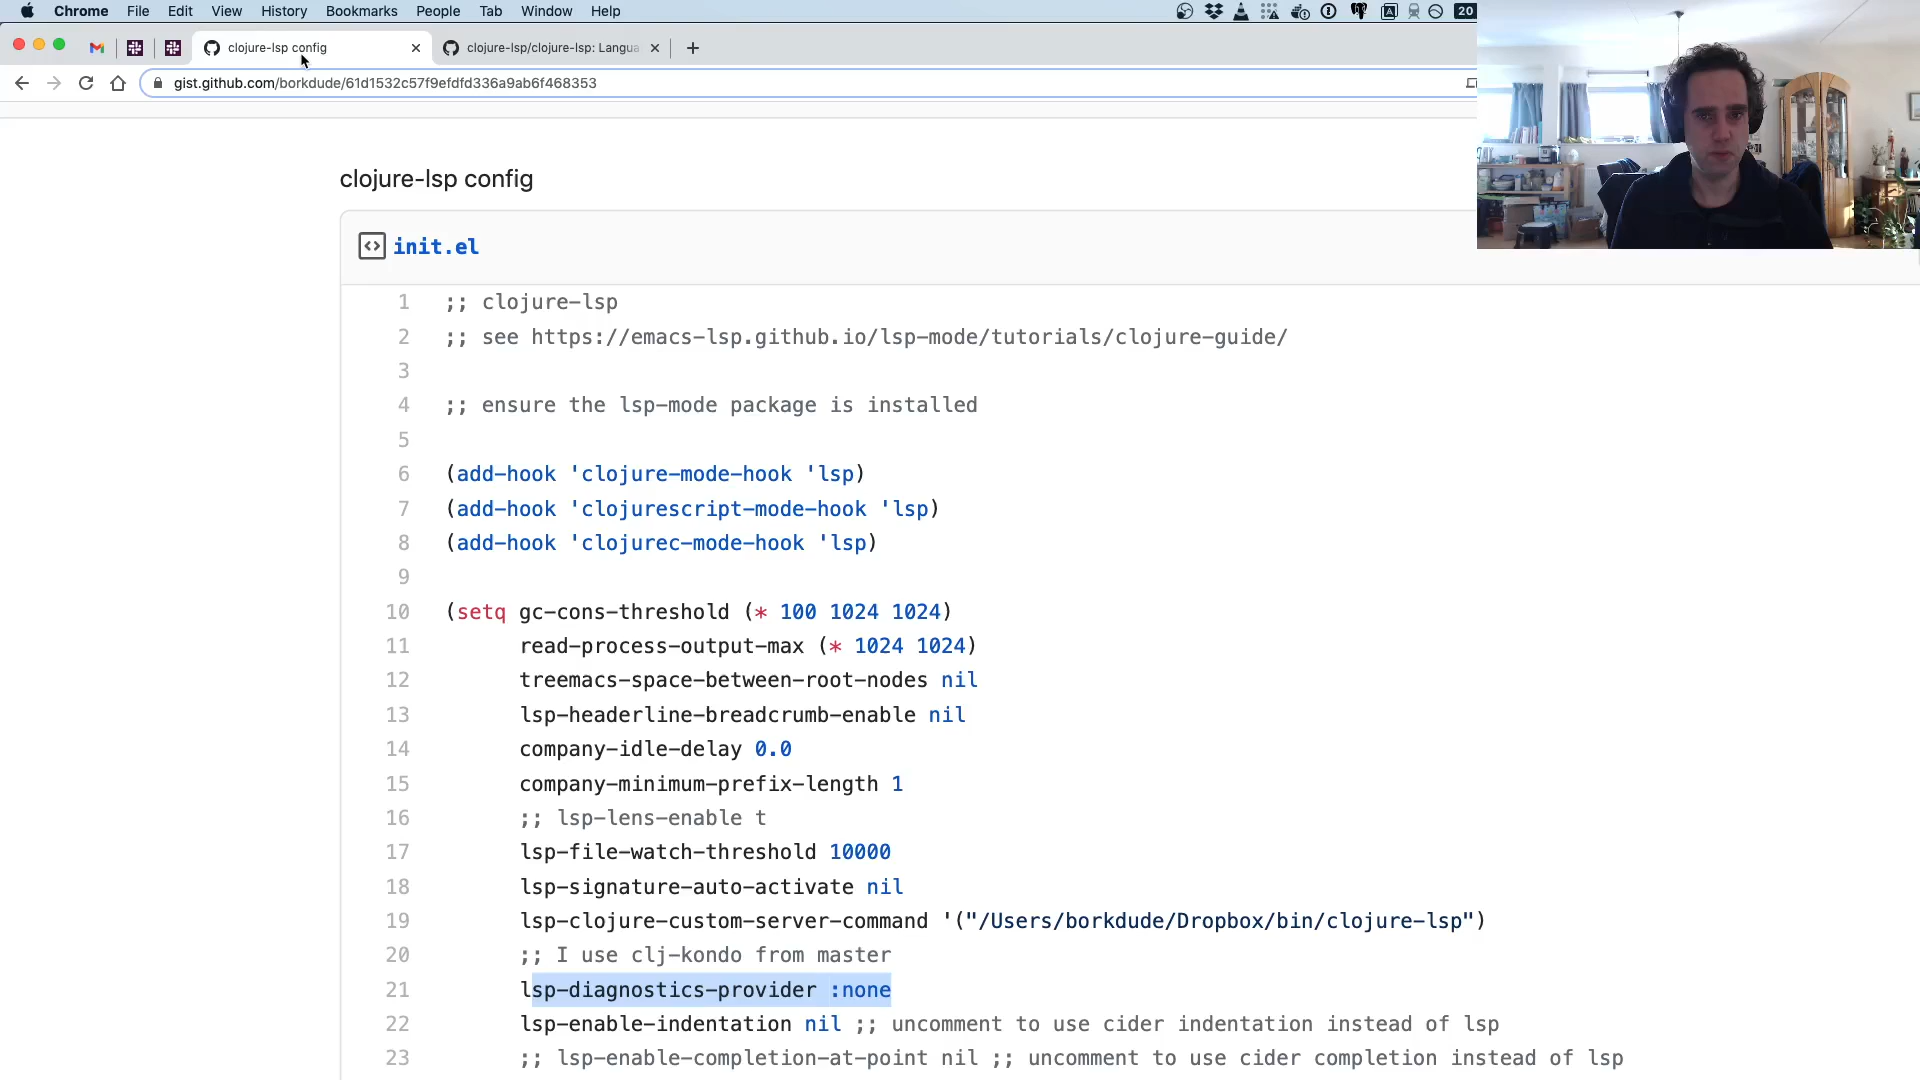 Chrome File Edit View History Bookmarks People Tab Window Help 20
clojure-lsp config clojure-lsp/clojure-lsp: Langua
gist.github.com/borkdude/61d1532c57f9efdfd336a9ab6f468353
clojure-lsp config
init.el
1 ;; clojure-lsp
2 ;; see https://emacs-lsp.github.io/lsp-mode/tutorials/clojure-guide/
3
4 ;; ensure the lsp-mode package is installed
5
6 (add-hook 'clojure-mode-hook 'lsp)
7 (add-hook 'clojurescript-mode-hook 'lsp)
8 (add-hook 'clojurec-mode-hook 'lsp)
9
10 (setq gc-cons-threshold (* 100 1024 1024)
11 read-process-output-max (* 1024 1024)
12 treemacs-space-between-root-nodes nil
13 lsp-headerline-breadcrumb-enable nil
14 company-idle-delay 0.0
15 company-minimum-prefix-length 1
16 ;; lsp-lens-enable t
17 lsp-file-watch-threshold 10000
18 lsp-signature-auto-activate nil
19 lsp-clojure-custom-server-command '("/Users/borkdude/Dropbox/bin/clojure-lsp")
20 ;; I use clj-kondo from master
21 lsp-diagnostics-provider :none
22 lsp-enable-indentation nil ;; uncomment to use cider indentation instead of lsp
23 ;; lsp-enable-completion-at-point nil ;; uncomment to use cider completion instead of lsp